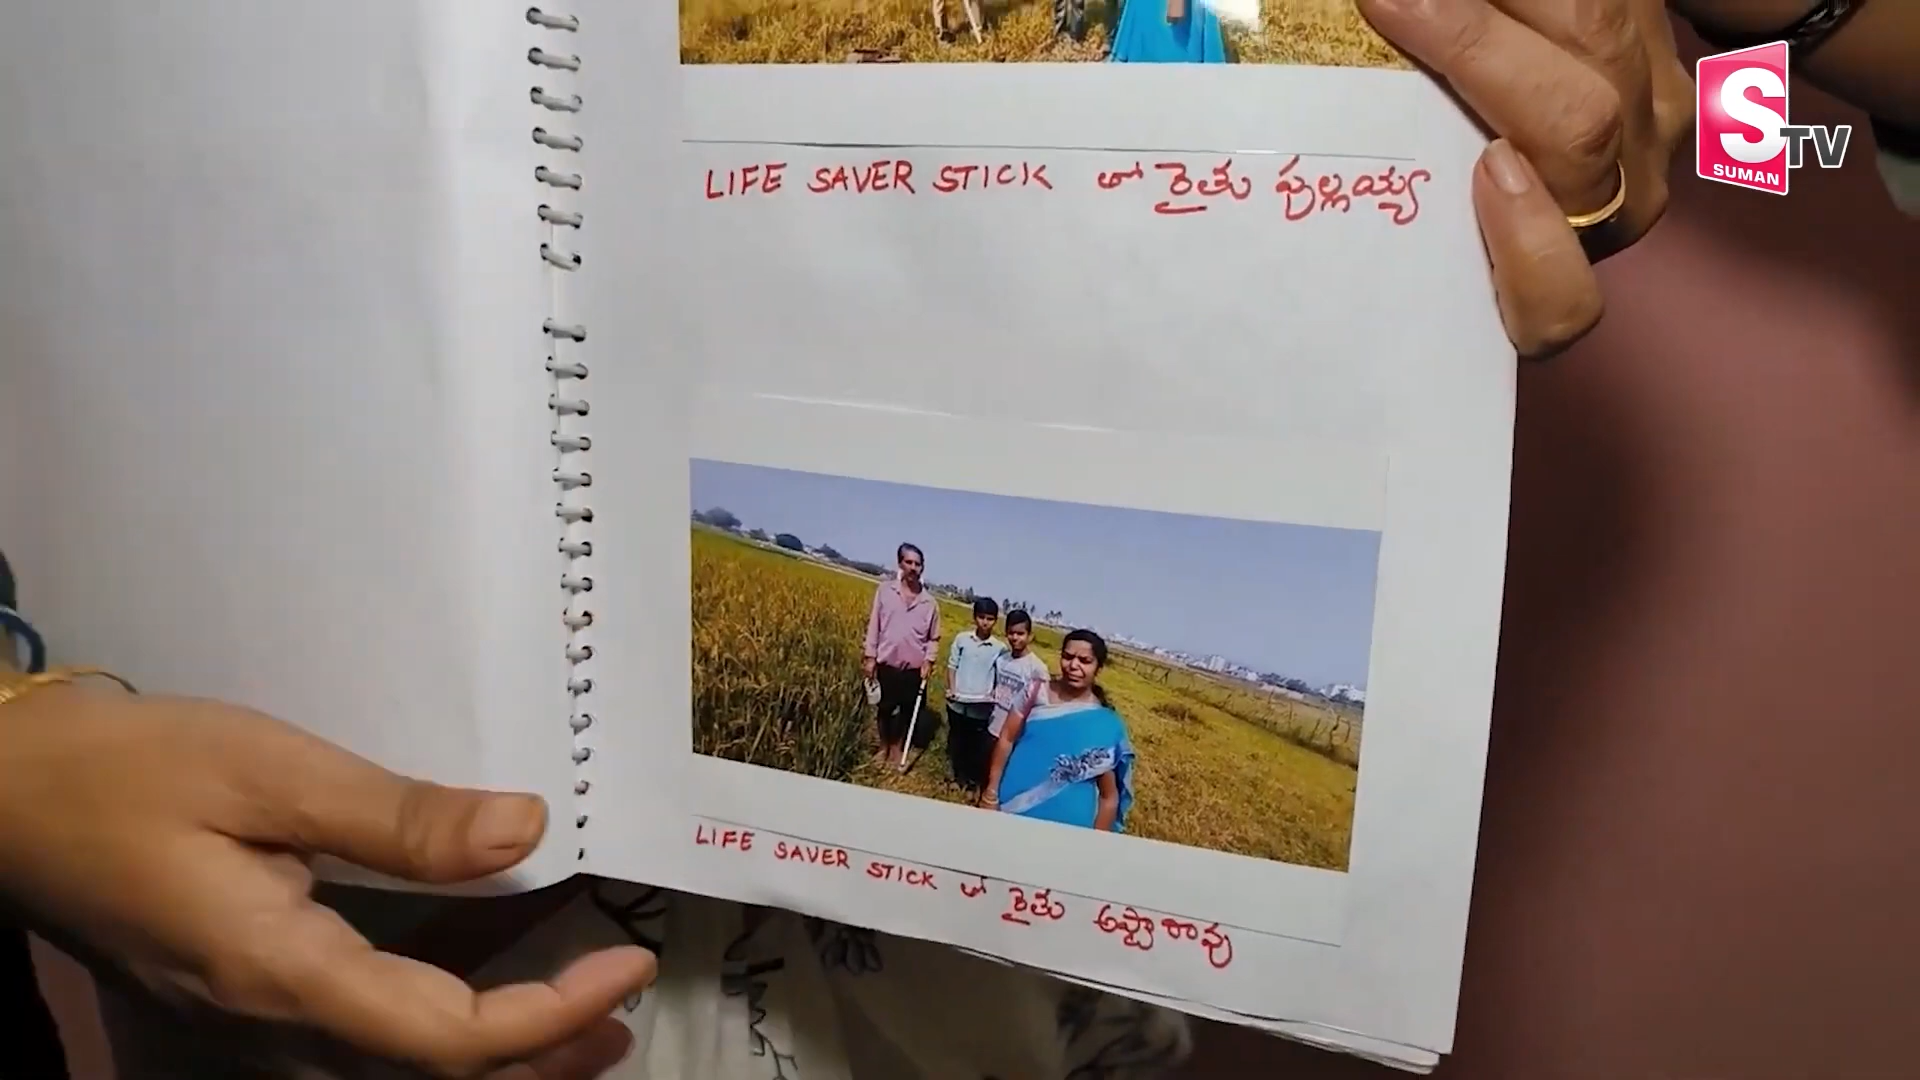 S
TV
SUMAN
LIFE SAVER STICK తో రైతు పుల్లయ్య
LIFE SAVER STICK తో రైతు అప్పారావు